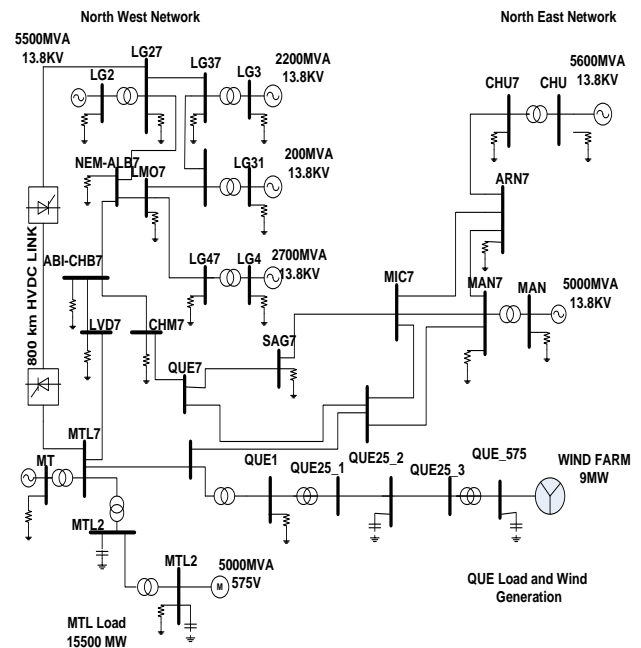 North West Network
North East Network
5500MVA
13.8KV
LG27
LG2
LG37
2200MVA
13.8KV
LG3
5600MVA
13.8KV
CHU7
CHU
NEM-ALB7
LMO7
200MVA
13.8KV
LG31
ARN7
800 km HVDC LINK
ABI-CHB7
LG47
LG4
2700MVA
13.8KV
MIC7
MAN7
MAN
5000MVA
13.8KV
LVD7
CHM7
SAG7
QUE7
MTL7
MT
QUE1
QUE25_1
QUE25_2
QUE25_3
QUE_575
WIND FARM
9MW
MTL2
MTL2
5000MVA
575V
M
MTL Load
15500 MW
QUE Load and Wind
Generation